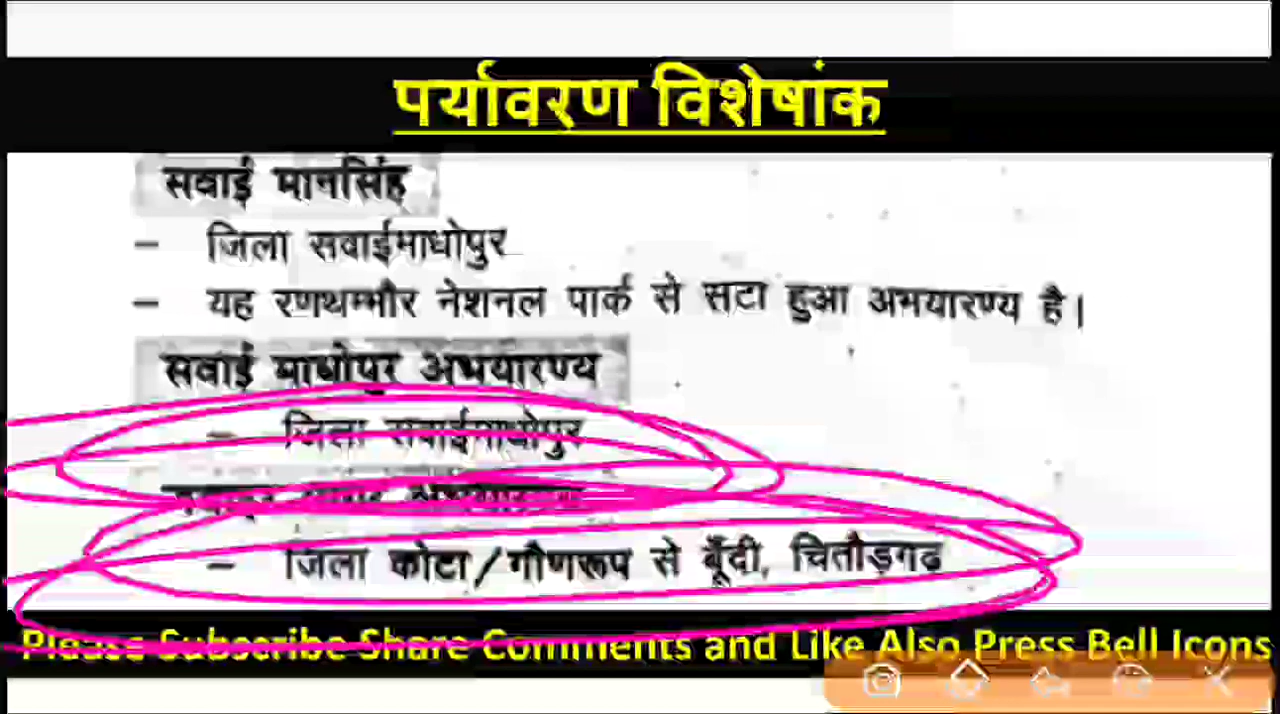 पर्यावरण विशेषांक
सवाई मानसिंह
– जिला सवाईमाधोपुर
– यह रणथम्भौर नेशनल पार्क से सटा हुआ अभयारण्य है।
सवाई माधोपुर अभयारण्य
– जिला सवाईमाधोपुर
– जिला कोटा/गौणरूप से बूँदी, चितौड़गढ
Please Subscribe Share Comments and Like Also Press Bell Icons